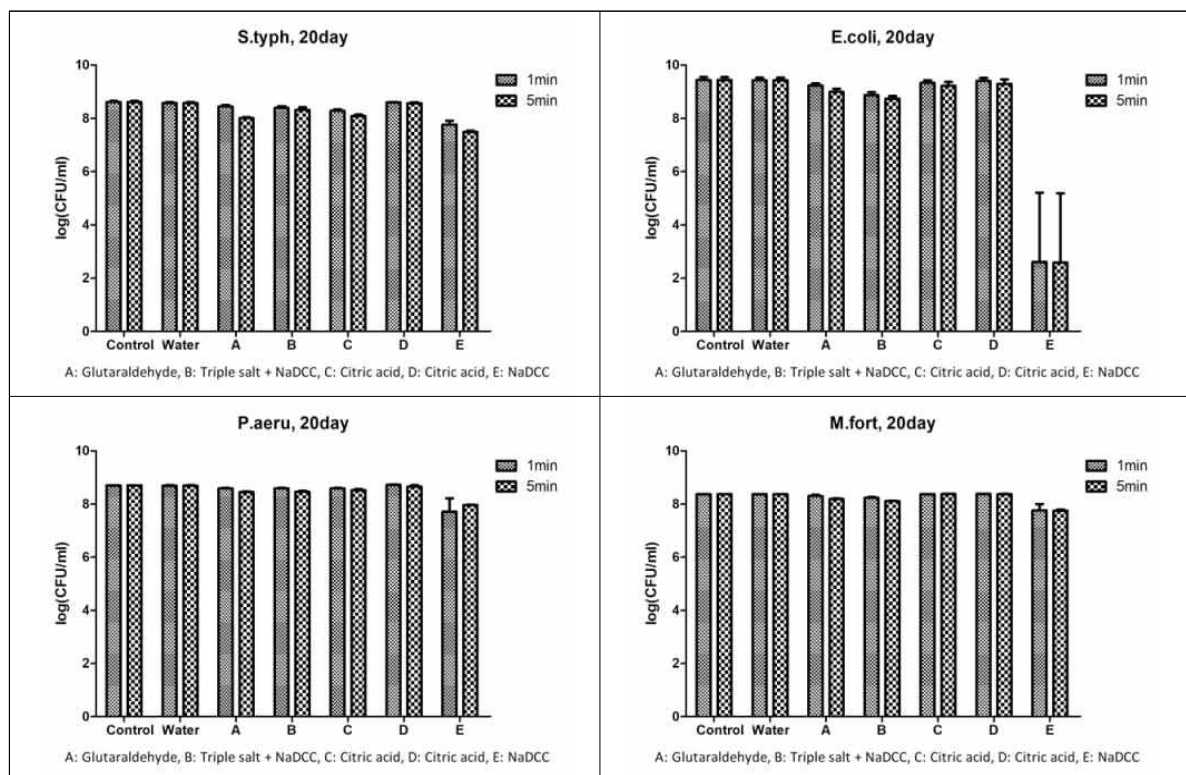 S.typh, 20day
log(CFU/ml)
10
8
6
4
2
0
1min
5min
Control Water A B C D E
A: Glutaraldehyde, B: Triple salt + NaDCC, C: Citric acid, D: Citric acid, E: NaDCC
E.coli, 20day
log(CFU/ml)
10
8
6
4
2
0
1min
5min
Control Water A B C D E
A: Glutaraldehyde, B: Triple salt + NaDCC, C: Citric acid, D: Citric acid, E: NaDCC
P.aeru, 20day
log(CFU/ml)
10
8
6
4
2
0
1min
5min
Control Water A B C D E
A: Glutaraldehyde, B: Triple salt + NaDCC, C: Citric acid, D: Citric acid, E: NaDCC
M.fort, 20day
log(CFU/ml)
10
8
6
4
2
0
1min
5min
Control Water A B C D E
A: Glutaraldehyde, B: Triple salt + NaDCC, C: Citric acid, D: Citric acid, E: NaDCC